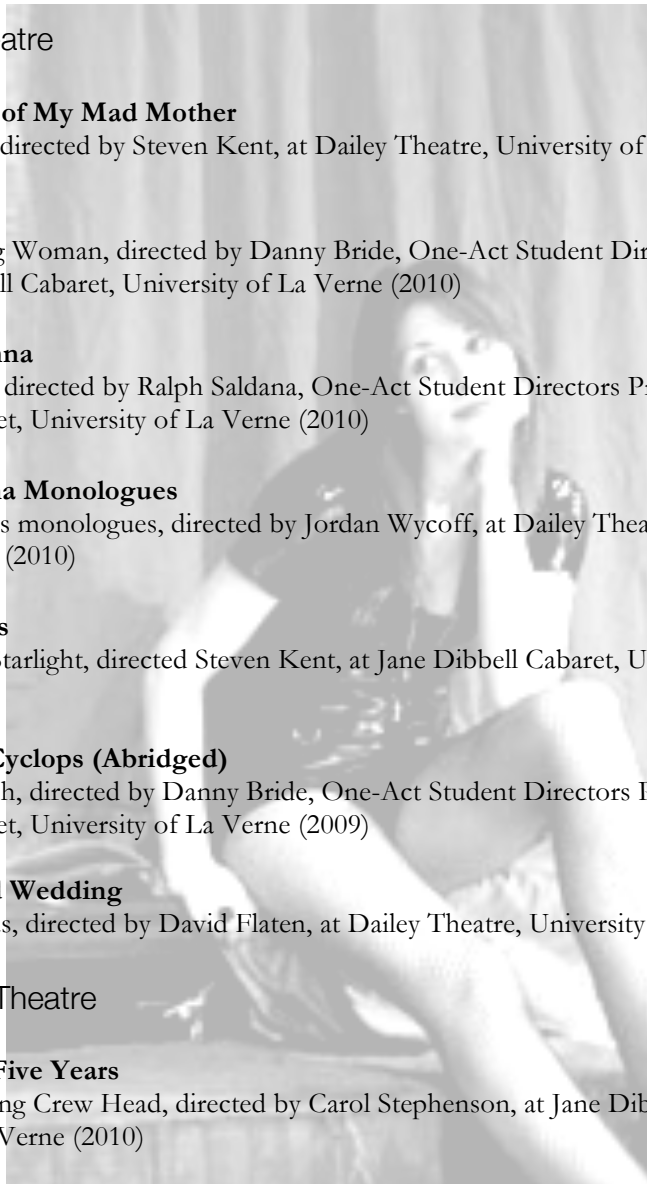 atre
of My Mad Mother
directed by Steven Kent, at Dailey Theatre, University of
Woman, directed by Danny Bride, One-Act Student Dir
ll Cabaret, University of La Verne (2010)
nna
directed by Ralph Saldana, One-Act Student Directors P
et, University of La Verne (2010)
a Monologues
s monologues, directed by Jordan Wycoff, at Dailey Thea
(2010)
s
Starlight, directed Steven Kent, at Jane Dibbell Cabaret, U
Cyclops (Abridged)
h, directed by Danny Bride, One-Act Student Directors
et, University of La Verne (2009)
Wedding
s, directed by David Flaten, at Dailey Theatre, University
Theatre
Five Years
ng Crew Head, directed by Carol Stephenson, at Jane Dib
Verne (2010)